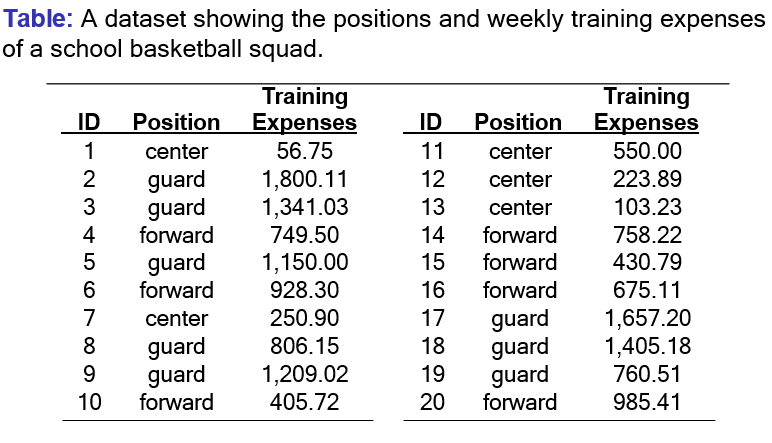 Table: A dataset showing the positions and weekly training expenses
of a school basketball squad.
Training Training
ID Position Expenses ID Position Expenses
1 center 56.75 11 center 550.00
2 guard 1,800.11 12 center 223.89
3 guard 1,341.03 13 center 103.23
4 forward 749.50 14 forward 758.22
5 guard 1,150.00 15 forward 430.79
6 forward 928.30 16 forward 675.11
7 center 250.90 17 guard 1,657.20
8 guard 806.15 18 guard 1,405.18
9 guard 1,209.02 19 guard 760.51
10 forward 405.72 20 forward 985.41